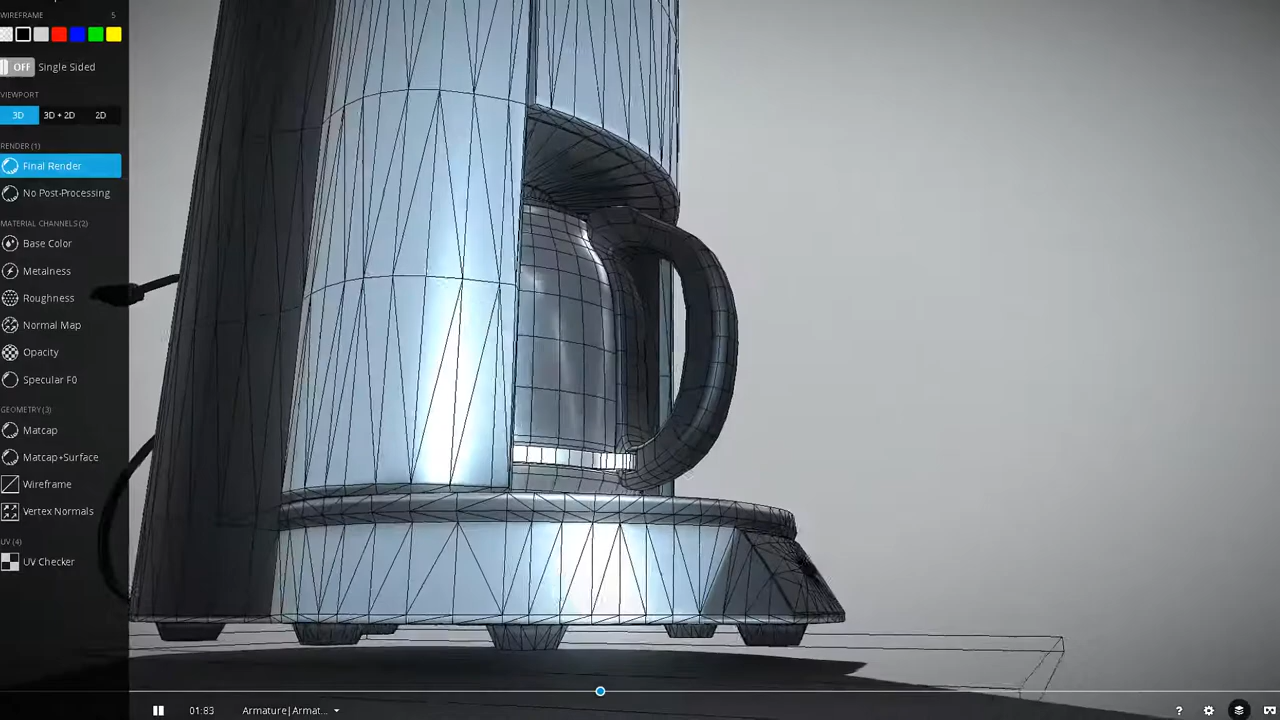 WIREFRAME 5
OFF Single Sided
VIEWPORT
3D 3D + 2D 2D
RENDER (1)
Final Render
No Post-Processing
MATERIAL CHANNELS (2)
Base Color
Metalness
Roughness
Normal Map
Opacity
Specular F0
GEOMETRY (3)
Matcap
Matcap+Surface
Wireframe
Vertex Normals
UV (4)
UV Checker
01:83 Armature|Armat...
?